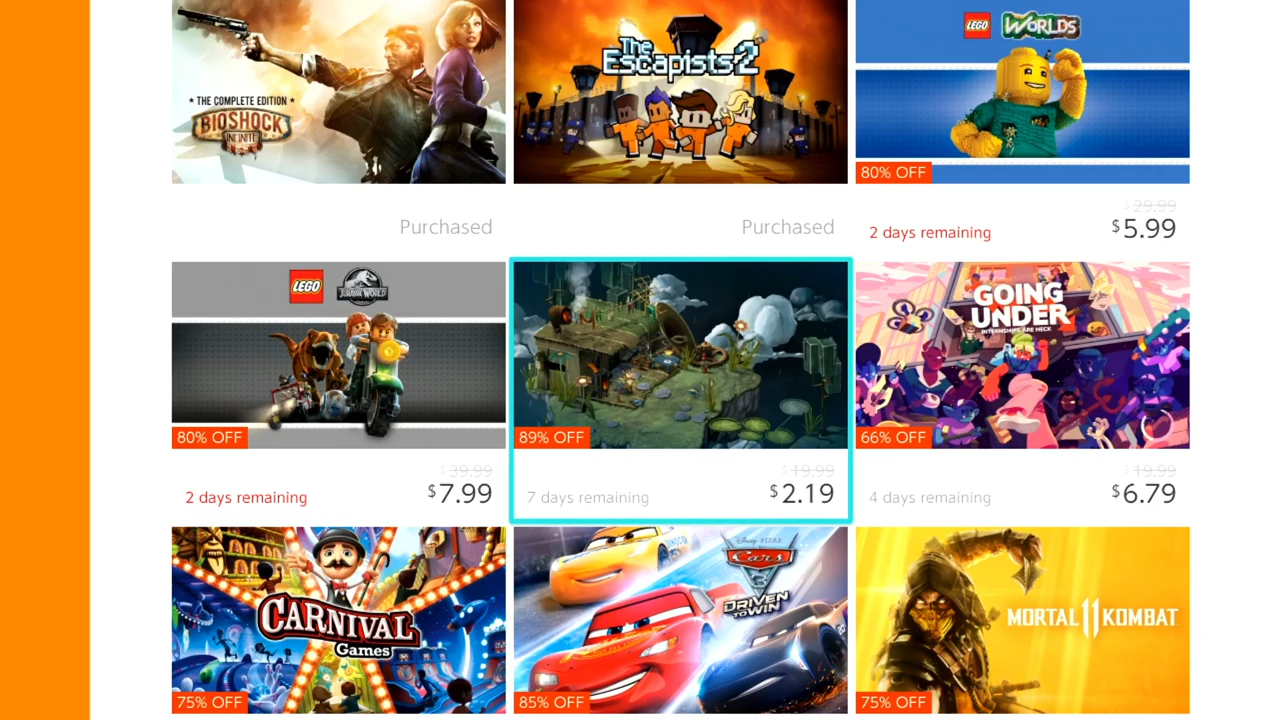 ★ THE COMPLETE EDITION ★
BIOSHOCK
INFINITE
Purchased
The
Escapists 2
Purchased
LEGO WORLDS
80% OFF
$29.99
2 days remaining
$5.99
LEGO JURASSIC WORLD
80% OFF
$39.99
2 days remaining
$7.99
89% OFF
$19.99
7 days remaining
$2.19
GOING
UNDER
INTERNSHIPS ARE HECK
66% OFF
$19.99
4 days remaining
$6.79
CARNIVAL
Games
75% OFF
Disney PIXAR
Cars
3
DRIVEN
TO WIN
85% OFF
MORTAL 11 KOMBAT
75% OFF